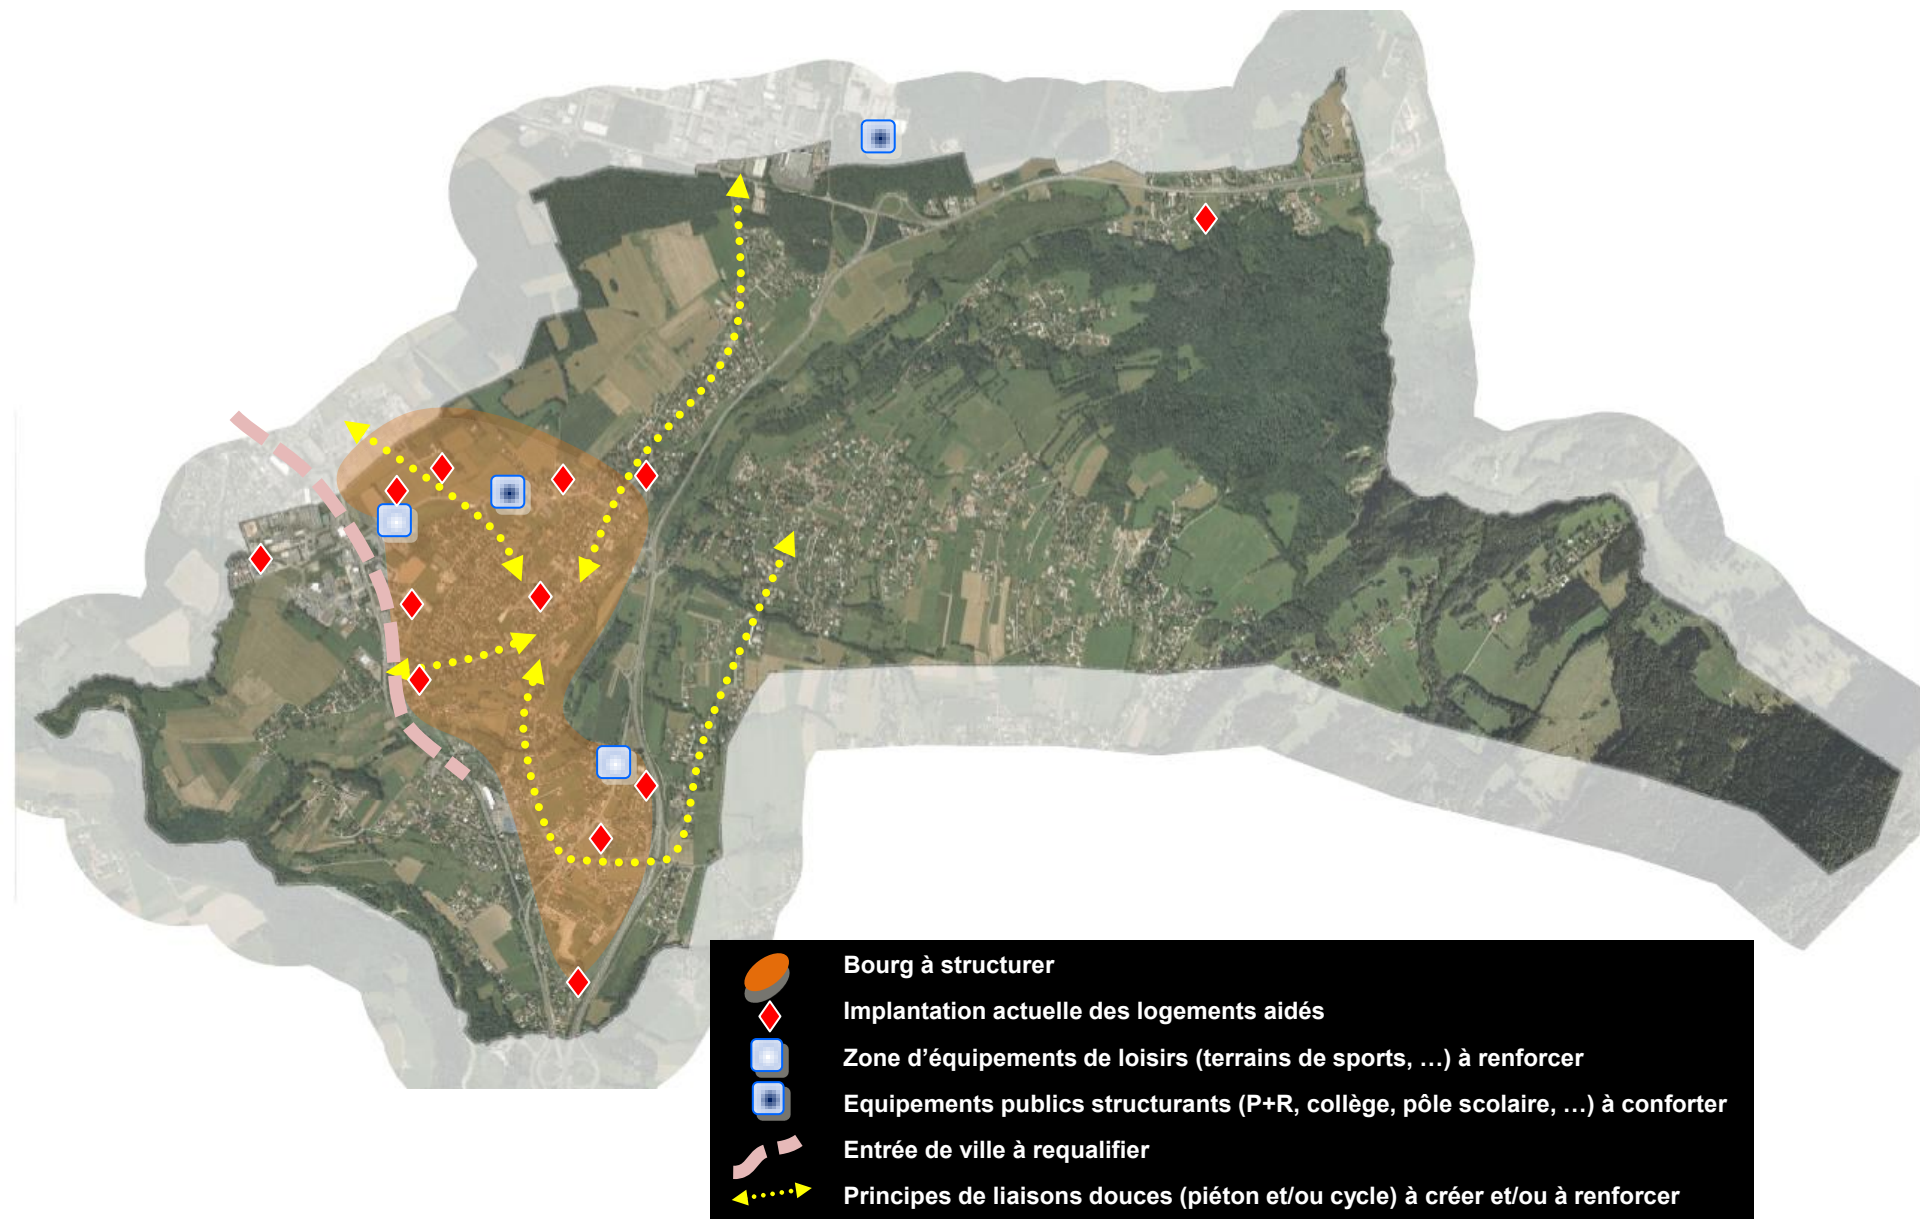 Bourg à structurer
Implantation actuelle des logements aidés
Zone d’équipements de loisirs (terrains de sports, …) à renforcer
Equipements publics structurants (P+R, collège, pôle scolaire, …) à conforter
Entrée de ville à requalifier
Principes de liaisons douces (piéton et/ou cycle) à créer et/ou à renforcer